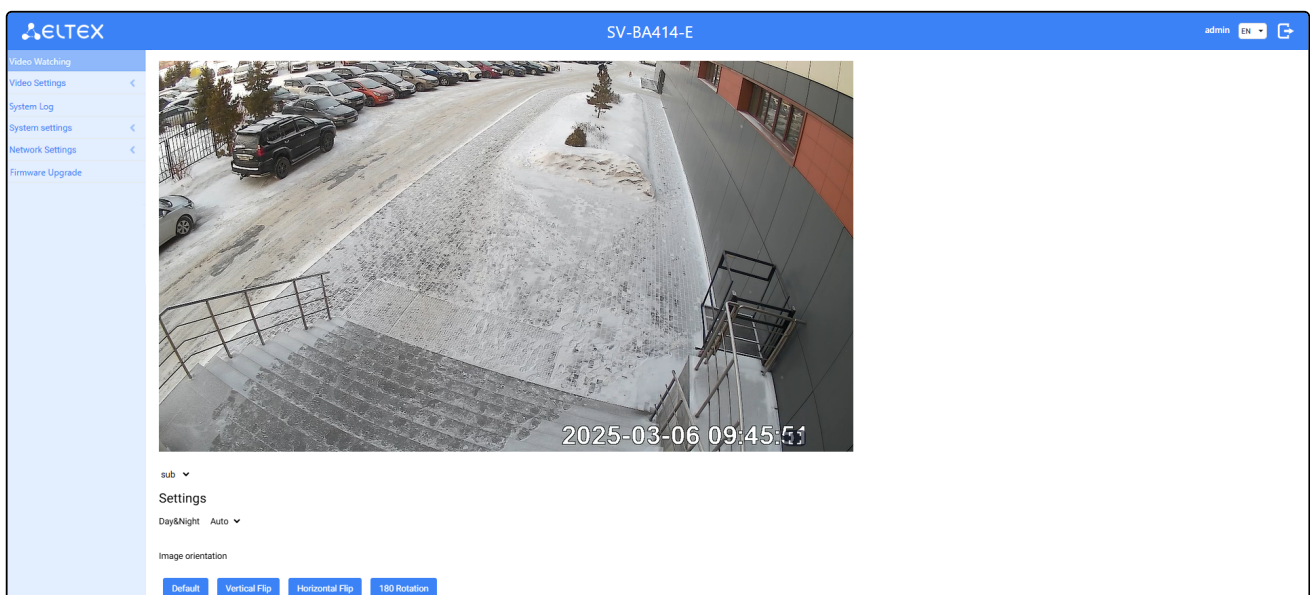 ELTEX
SV-BA414-E
admin EN
Video Watching
Video Settings
System Log
System settings
Network Settings
Firmware Upgrade
2025-03-06 09:45:51
sub
Settings
Day&Night Auto
Image orientation
Default Vertical Flip Horizontal Flip 180 Rotation